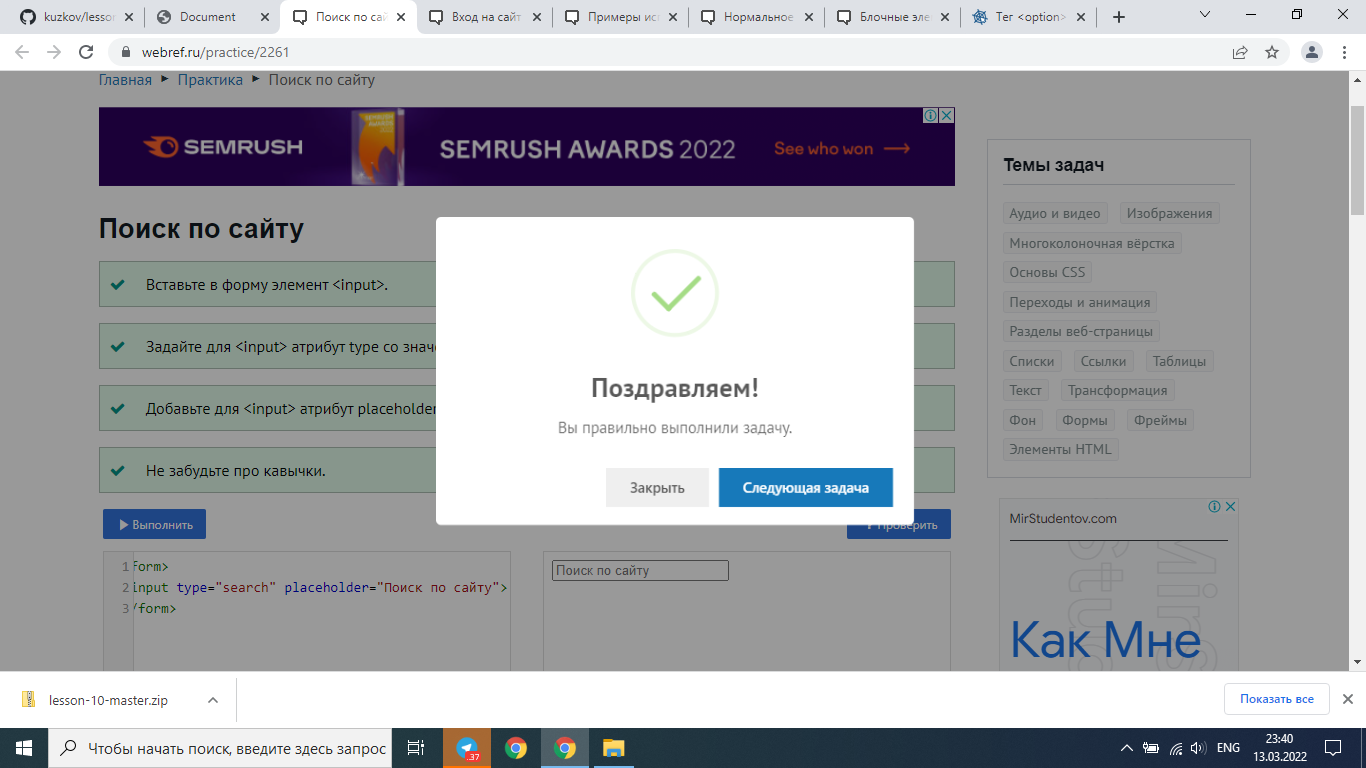 kuzkov/lesson
Document
Поиск по сай
Вход на сайт
Примеры исп
Нормальное
Блочные эле
Тег <option>
webref.ru/practice/2261
Главная ► Практика ► Поиск по сайту
SEMRUSH
SEMRUSH AWARDS 2022
See who won
Поиск по сайту
Вставьте в форму элемент <input>.
Задайте для <input> атрибут type со знач
Добавьте для <input> атрибут placeholder
Не забудьте про кавычки.
Поздравляем!
Вы правильно выполнили задачу.
Закрыть
Следующая задача
Выполнить
Проверить
1 form>
2 input type="search" placeholder="Поиск по сайту">
3 /form>
Поиск по сайту
Темы задач
Аудио и видео
Изображения
Многоколоночная вёрстка
Основы CSS
Переходы и анимация
Разделы веб-страницы
Списки
Ссылки
Таблицы
Текст
Трансформация
Фон
Формы
Фреймы
Элементы HTML
MirStudentov.com
Как Мне
lesson-10-master.zip
Показать все
Чтобы начать поиск, введите здесь запрос
37
ENG
23:40
13.03.2022